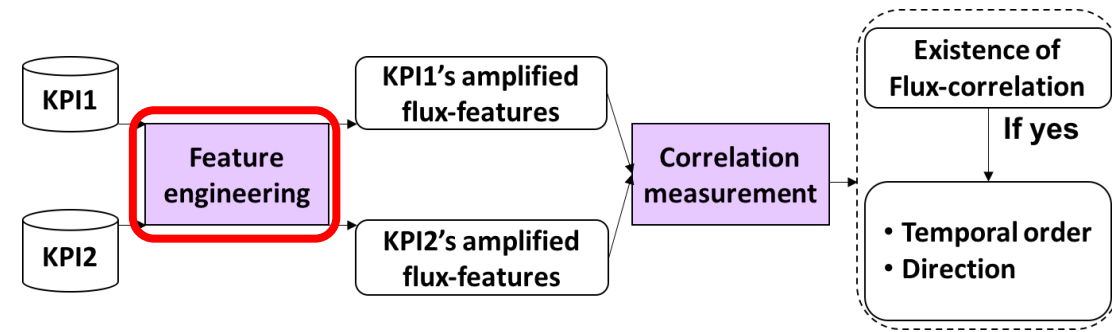 KPI1
KPI2
Feature
engineering
KPI1's amplified
flux-features
KPI2's amplified
flux-features
Correlation
measurement
Existence of
Flux-correlation
If yes
• Temporal order
• Direction